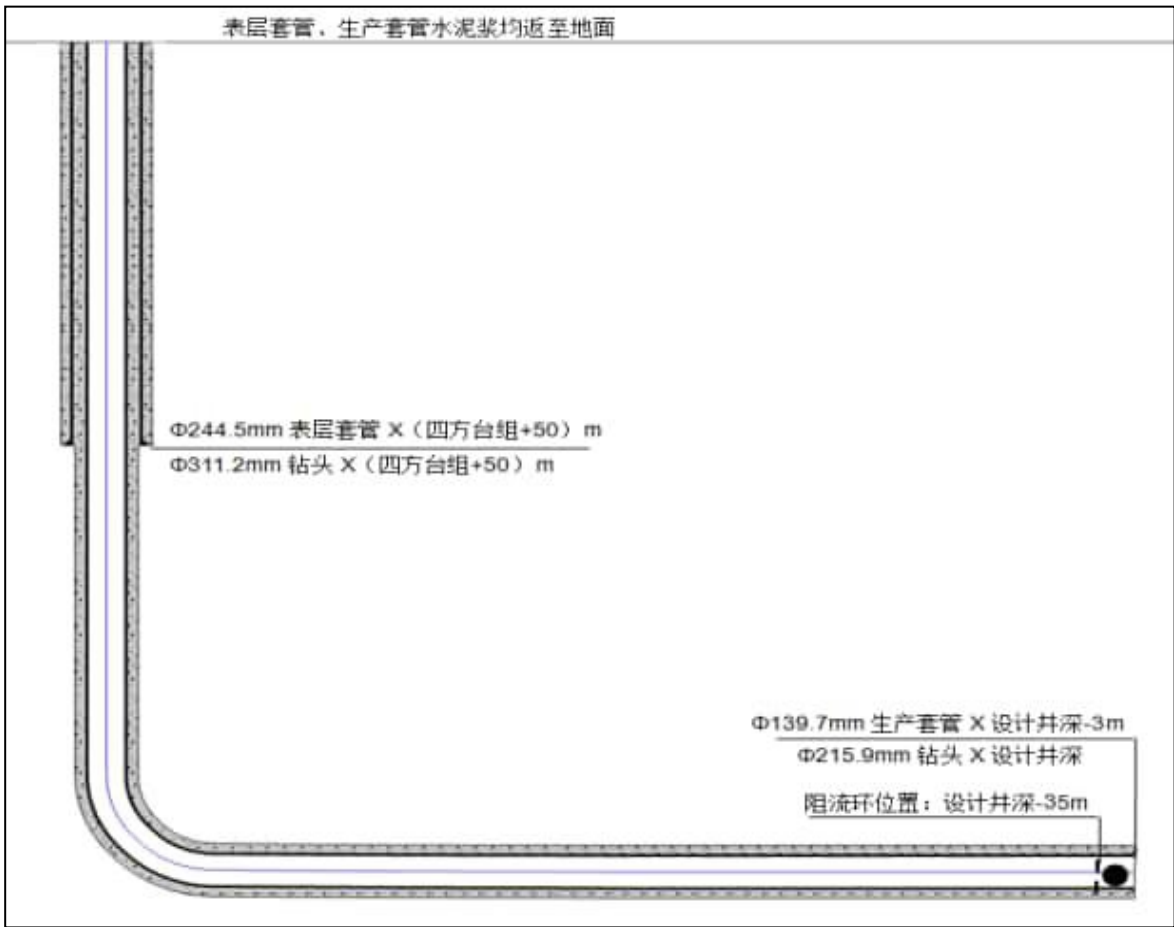 表层套管、生产套管水泥浆均返至地面
Φ244.5mm 表层套管 X（四方台组+50）m
Φ311.2mm 钻头 X（四方台组+50）m
Φ139.7mm 生产套管 X 设计井深-3m
Φ215.9mm 钻头 X 设计井深
阻流环位置：设计井深-35m